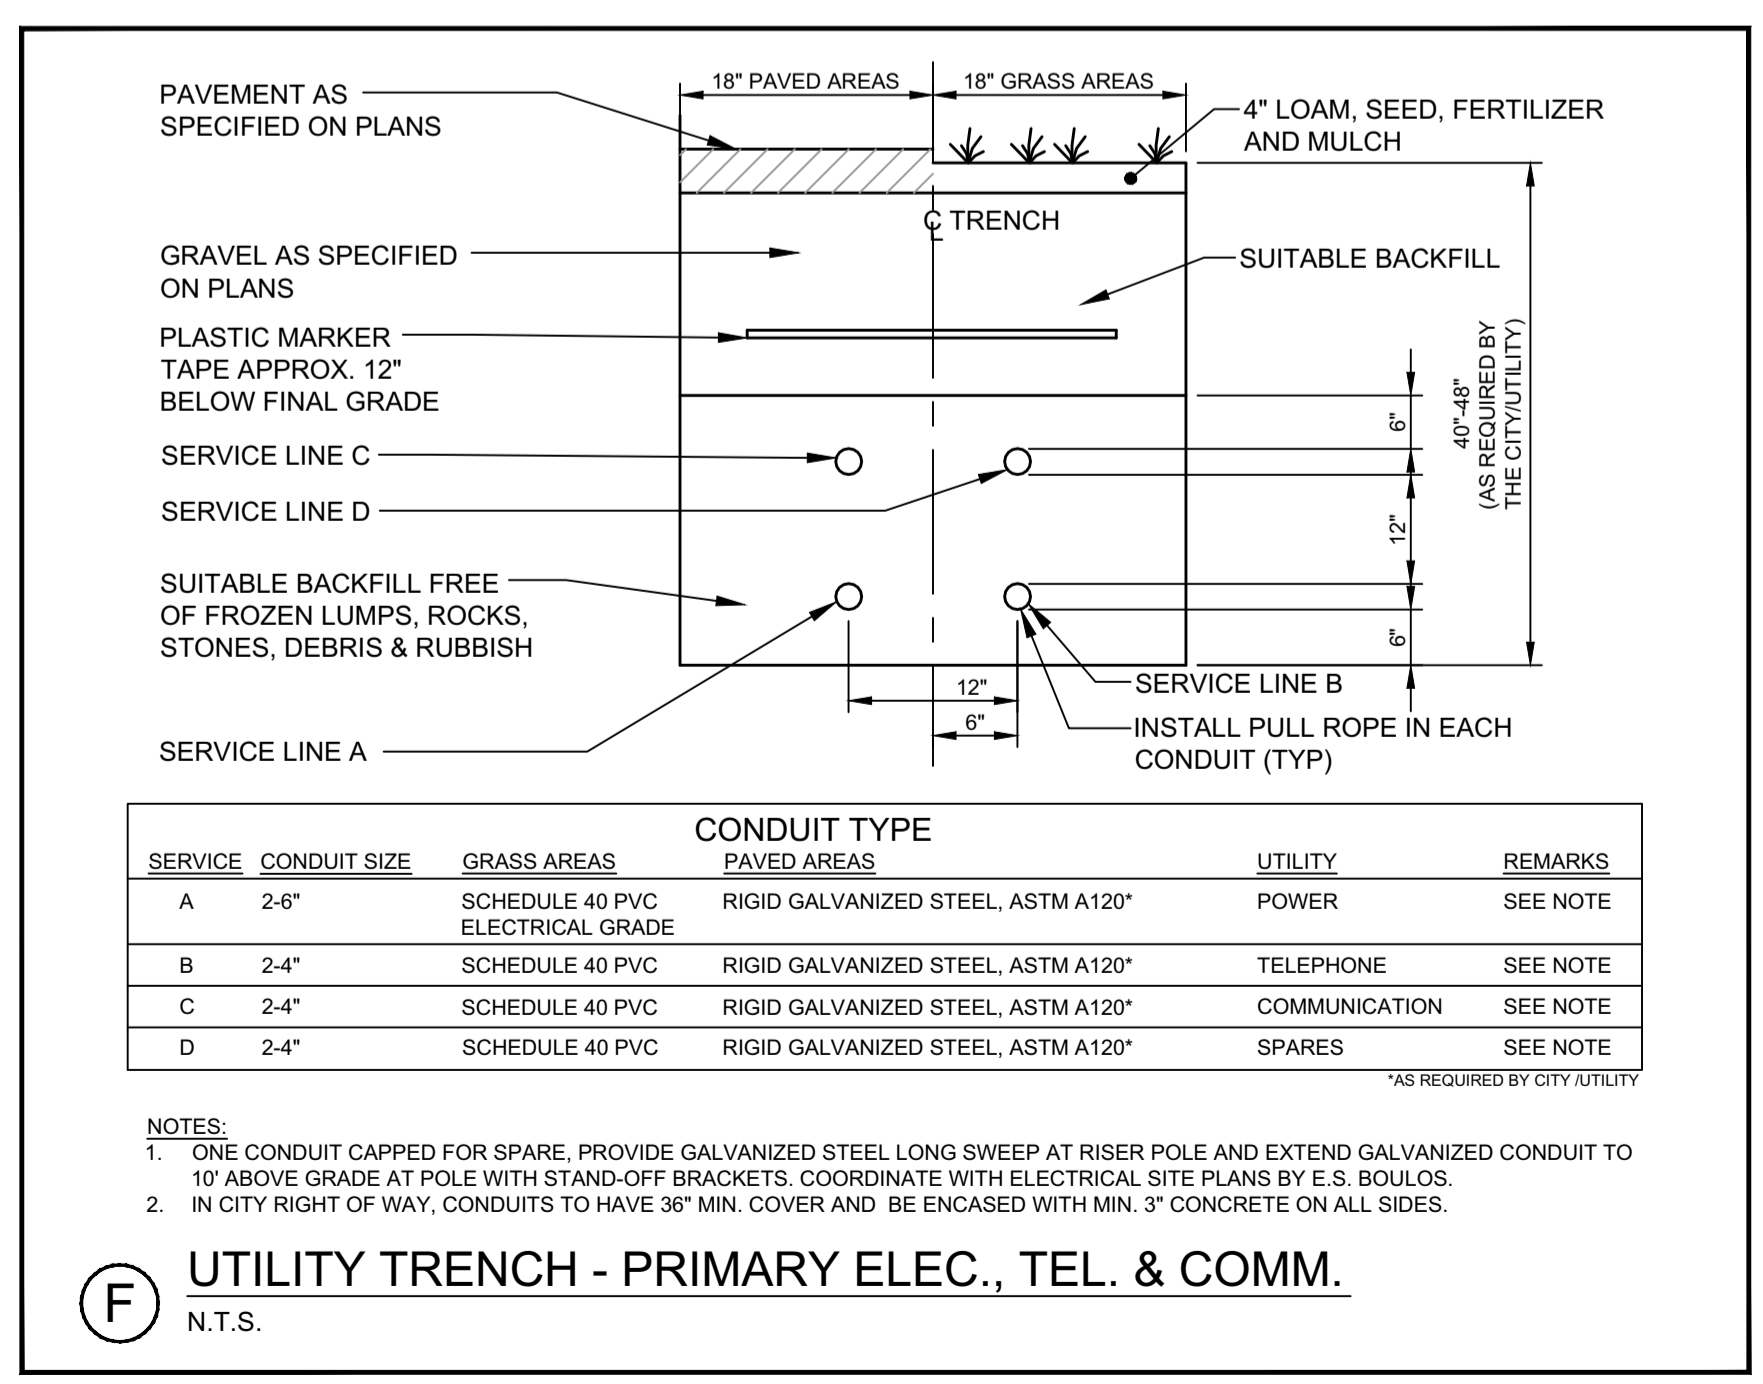 18" PAVED AREAS
18" GRASS AREAS
PAVEMENT AS
SPECIFIED ON PLANS
4" LOAM, SEED, FERTILIZER
AND MULCH
℄ TRENCH
GRAVEL AS SPECIFIED
ON PLANS
SUITABLE BACKFILL
PLASTIC MARKER
TAPE APPROX. 12"
BELOW FINAL GRADE
40"-48"
(AS REQUIRED BY
THE CITY/UTILITY)
6"
SERVICE LINE C
SERVICE LINE D
12"
SUITABLE BACKFILL FREE
OF FROZEN LUMPS, ROCKS,
STONES, DEBRIS & RUBBISH
6"
12"
SERVICE LINE B
6"
INSTALL PULL ROPE IN EACH
CONDUIT (TYP)
SERVICE LINE A
CONDUIT TYPE
SERVICE CONDUIT SIZE GRASS AREAS PAVED AREAS UTILITY REMARKS
A 2-6" SCHEDULE 40 PVC RIGID GALVANIZED STEEL, ASTM A120* POWER SEE NOTE
ELECTRICAL GRADE
B 2-4" SCHEDULE 40 PVC RIGID GALVANIZED STEEL, ASTM A120* TELEPHONE SEE NOTE
C 2-4" SCHEDULE 40 PVC RIGID GALVANIZED STEEL, ASTM A120* COMMUNICATION SEE NOTE
D 2-4" SCHEDULE 40 PVC RIGID GALVANIZED STEEL, ASTM A120* SPARES SEE NOTE
*AS REQUIRED BY CITY /UTILITY
NOTES:
1. ONE CONDUIT CAPPED FOR SPARE, PROVIDE GALVANIZED STEEL LONG SWEEP AT RISER POLE AND EXTEND GALVANIZED CONDUIT TO
10' ABOVE GRADE AT POLE WITH STAND-OFF BRACKETS. COORDINATE WITH ELECTRICAL SITE PLANS BY E.S. BOULOS.
2. IN CITY RIGHT OF WAY, CONDUITS TO HAVE 36" MIN. COVER AND BE ENCASED WITH MIN. 3" CONCRETE ON ALL SIDES.
F UTILITY TRENCH - PRIMARY ELEC., TEL. & COMM.
N.T.S.